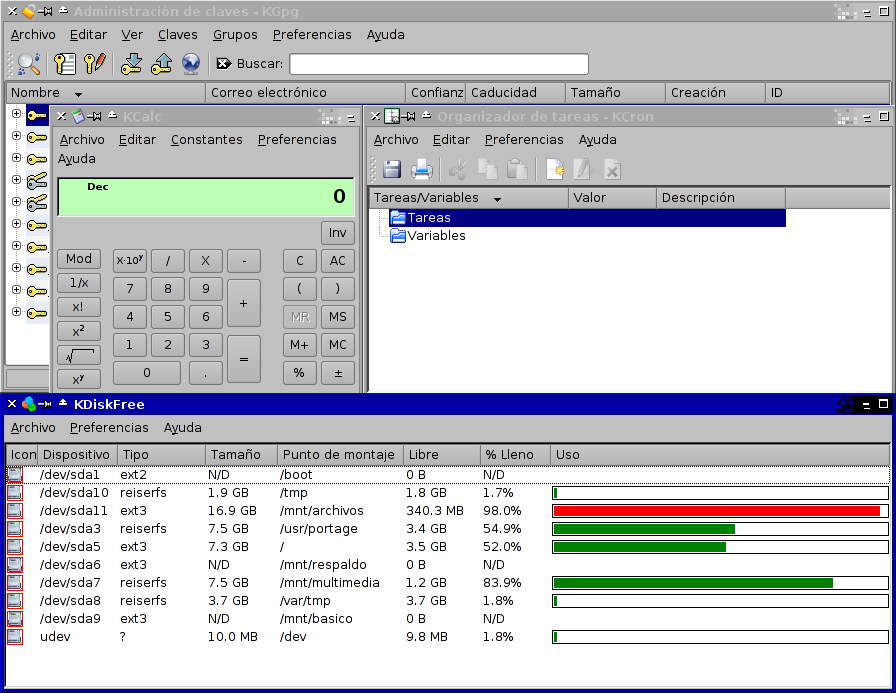 Administración de claves - KGpg
Archivo Editar Ver Claves Grupos Preferencias Ayuda
Buscar:
Nombre Correo electrónico Confianz Caducidad Tamaño Creación ID
KCalc
Archivo Editar Constantes Preferencias
Ayuda
Dec
0
Inv
Mod x·10ʸ / X - C AC
1/x 7 8 9 + ( )
x! 4 5 6 MR MS
x² 1 2 3 = M+ MC
√ 0 . % ±
xʸ
Organizador de tareas - KCron
Archivo Editar Preferencias Ayuda
Tareas/Variables Valor Descripción
Tareas
Variables
KDiskFree
Archivo Preferencias Ayuda
Icon Dispositivo Tipo Tamaño Punto de montaje Libre % Lleno Uso
/dev/sda1 ext2 N/D /boot 0 B N/D
/dev/sda10 reiserfs 1.9 GB /tmp 1.8 GB 1.7%
/dev/sda11 ext3 16.9 GB /mnt/archivos 340.3 MB 98.0%
/dev/sda3 reiserfs 7.5 GB /usr/portage 3.4 GB 54.9%
/dev/sda5 ext3 7.3 GB / 3.5 GB 52.0%
/dev/sda6 ext3 N/D /mnt/respaldo 0 B N/D
/dev/sda7 reiserfs 7.5 GB /mnt/multimedia 1.2 GB 83.9%
/dev/sda8 reiserfs 3.7 GB /var/tmp 3.7 GB 1.8%
/dev/sda9 ext3 N/D /mnt/basico 0 B N/D
udev ? 10.0 MB /dev 9.8 MB 1.8%